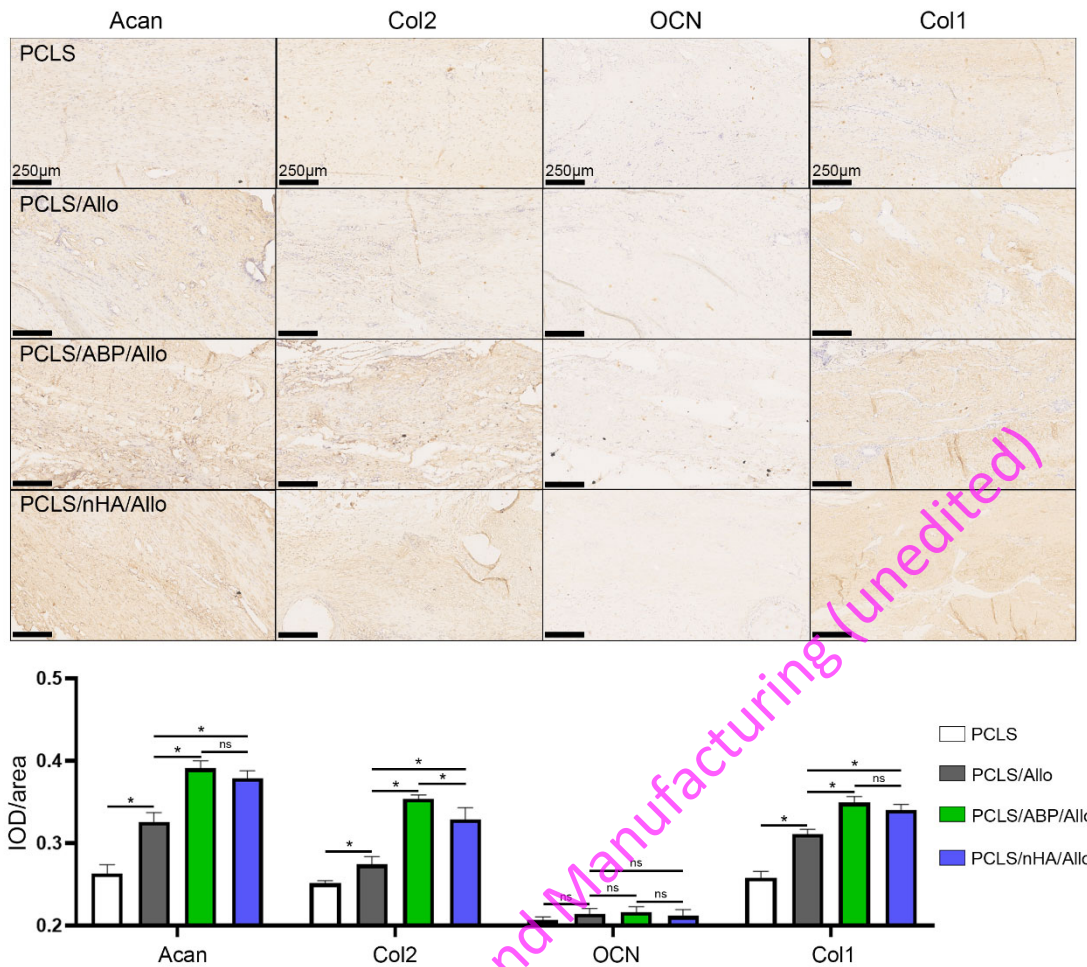 Acan Col2 OCN Col1
PCLS
250μm 250μm 250μm 250μm
PCLS/Allo
PCLS/ABP/Allo
PCLS/nHA/Allo
nd Manufacturing (unedited)
0.5
0.4
0.3
0.2
IOD/area
* * * ns
* * * *
ns ns ns ns
* * * ns
Acan Col2 OCN Col1
PCLS
PCLS/Allo
PCLS/ABP/Allo
PCLS/nHA/Allo